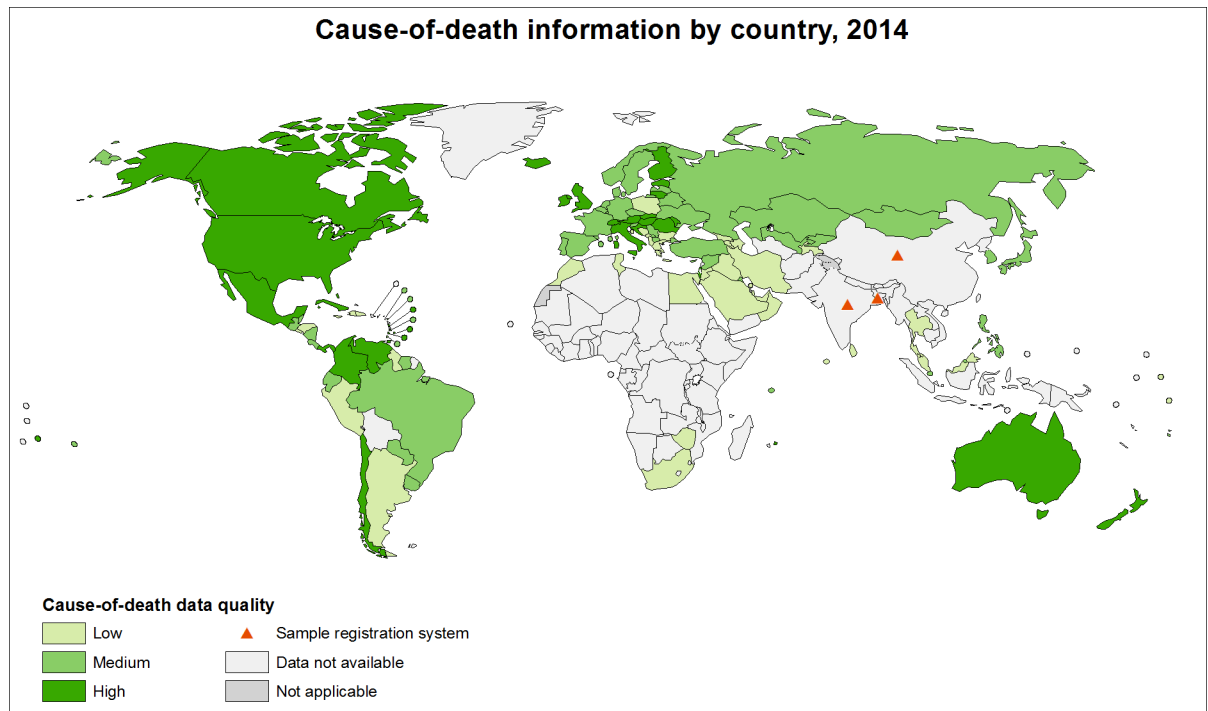 Cause-of-death information by country, 2014
Cause-of-death data quality
Low
Medium
High
Sample registration system
Data not available
Not applicable